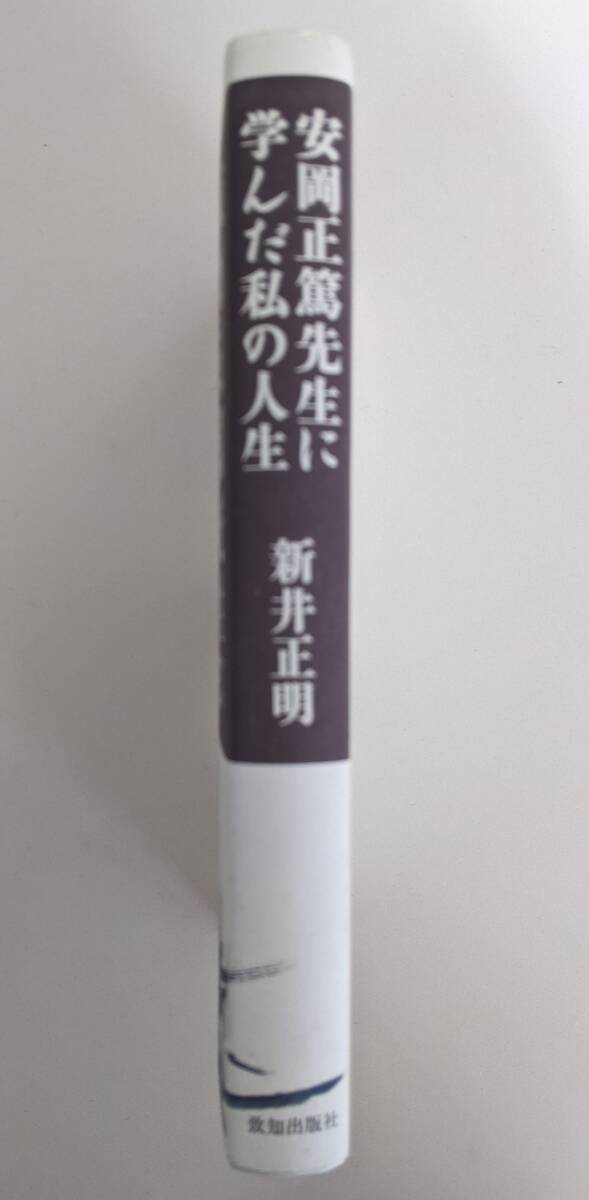 安岡正篤先生に
学んだ私の人生
新井正明
致知出版社